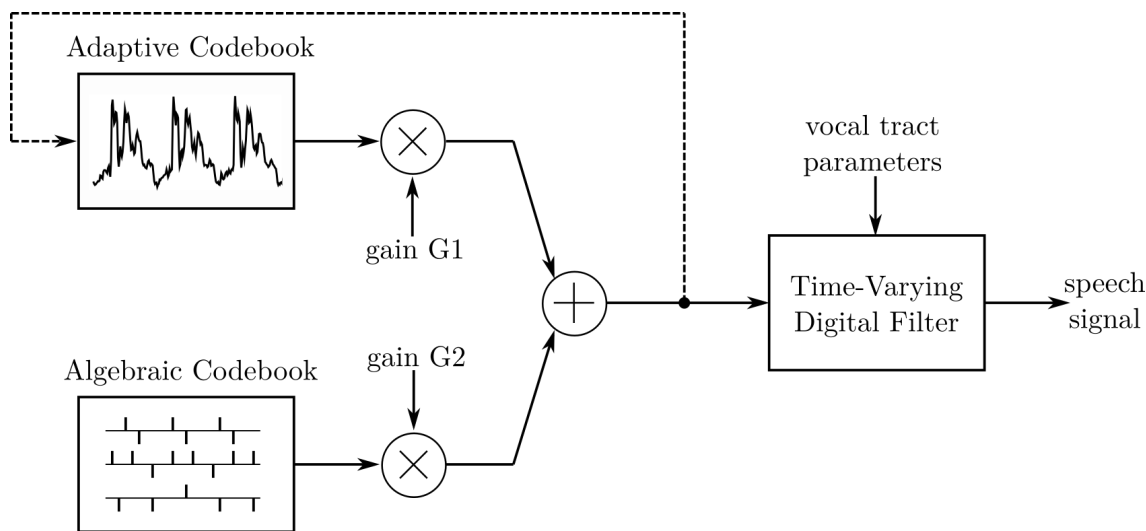 Adaptive Codebook
gain G1
Algebraic Codebook
gain G2
vocal tract
parameters
Time-Varying
Digital Filter
speech
signal